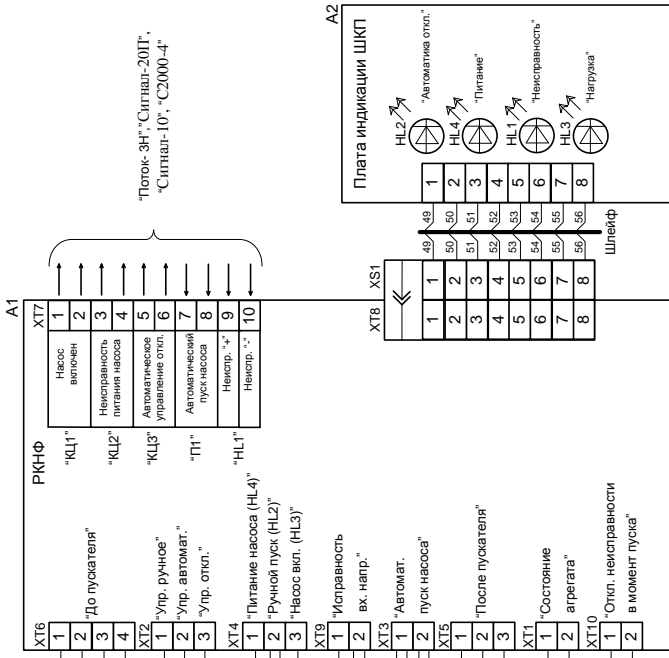 A1
РКНФ
XT6
1
2
3
4
"До пускателя"
XT2
1
2
3
"Упр. ручное"
"Упр. автомат."
"Упр. откл."
XT4
1
2
3
"Питание насоса (HL4)"
"Ручной пуск (HL2)"
"Насос вкл. (HL3)"
XT9
1
2
"Исправность
вх. напр."
XT3
1
2
"Автомат.
пуск насоса"
XT5
1
2
3
"После пускателя"
XT1
1
2
"Состояние
агрегата"
XT10
1
2
"Откл. неисправности
в момент пуска"
"КЦ1"
"КЦ2"
"КЦ3"
"П1"
"HL1"
Насос
включен
Неисправность
питания насоса
Автоматическое
управление откл.
Автоматический
пуск насоса
Неиспр. "+"
Неиспр. "-"
XT7
1
2
3
4
5
6
7
8
9
10
"Поток- 3Н", "Сигнал-20П",
"Сигнал-10", "С2000-4"
XT8
1
2
3
4
5
6
7
8
XS1
1
2
3
4
5
6
7
8
49
50
51
52
53
54
55
56
49
50
51
52
53
54
55
56
Шлейф
A2
Плата индикации ШКП
1
2
3
4
5
6
7
8
HL2
"Автоматика откл."
HL4
"Питание"
HL1
"Неисправность"
HL3
"Нагрузка"